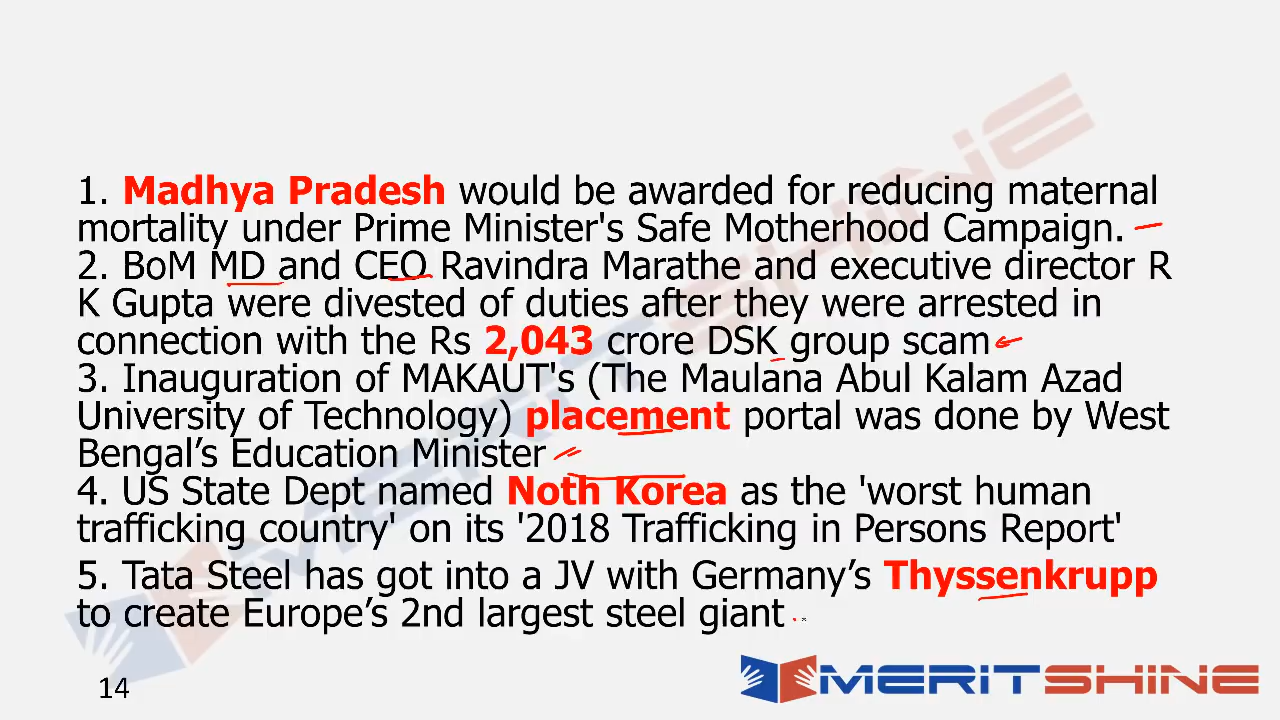 1. Madhya Pradesh would be awarded for reducing maternal
mortality under Prime Minister's Safe Motherhood Campaign.
2. BoM MD and CEO Ravindra Marathe and executive director R
K Gupta were divested of duties after they were arrested in
connection with the Rs 2,043 crore DSK group scam
3. Inauguration of MAKAUT's (The Maulana Abul Kalam Azad
University of Technology) placement portal was done by West
Bengal’s Education Minister
4. US State Dept named Noth Korea as the 'worst human
trafficking country' on its '2018 Trafficking in Persons Report'
5. Tata Steel has got into a JV with Germany’s Thyssenkrupp
to create Europe’s 2nd largest steel giant
14
MERITSHINE
MERITSHINE